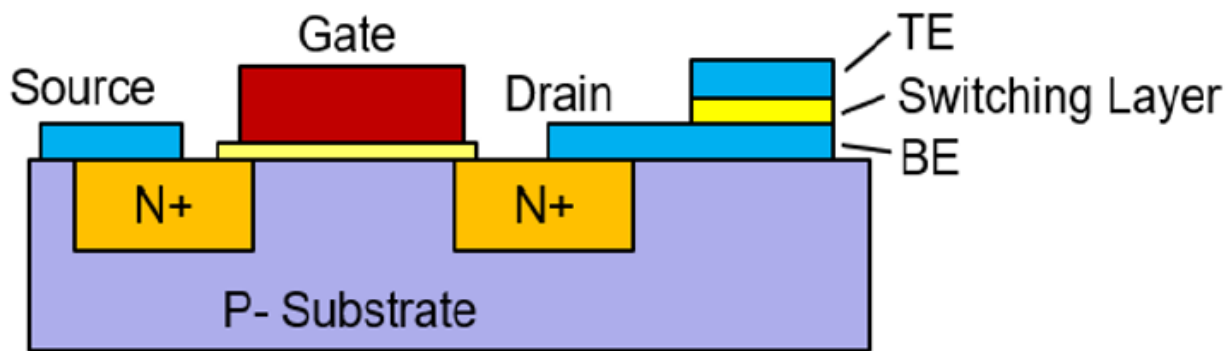 Gate
TE
Source
Drain
Switching Layer
BE
N+
N+
P- Substrate